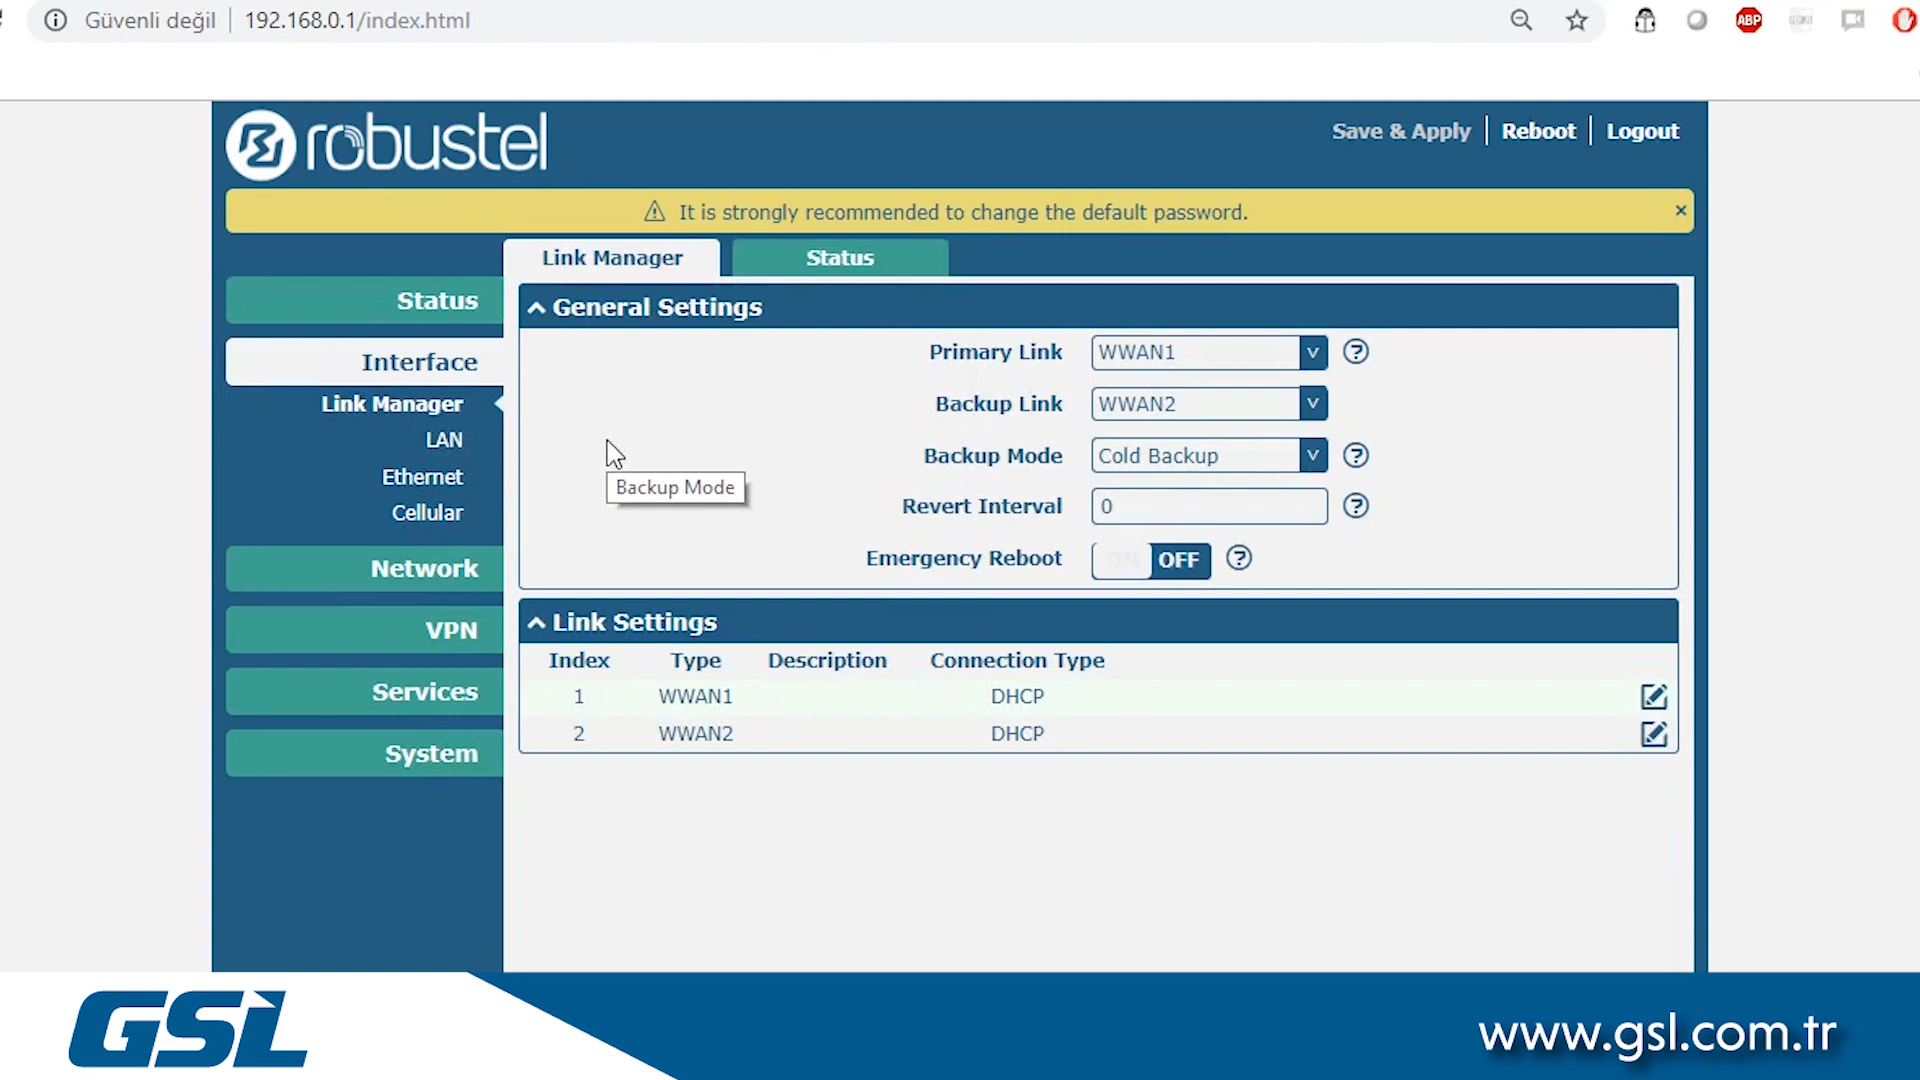 Güvenli değil | 192.168.0.1/index.html
ABP
robustel
Save & Apply | Reboot | Logout
It is strongly recommended to change the default password. ×
Link Manager Status
Status
Interface
Link Manager
LAN
Ethernet
Cellular
Network
VPN
Services
System
General Settings
Primary Link WWAN1 v ?
Backup Link WWAN2 v
Backup Mode Cold Backup v ?
Backup Mode
Revert Interval 0 ?
Emergency Reboot ON OFF ?
Link Settings
Index Type Description Connection Type
1 WWAN1 DHCP
2 WWAN2 DHCP
GSL
www.gsl.com.tr